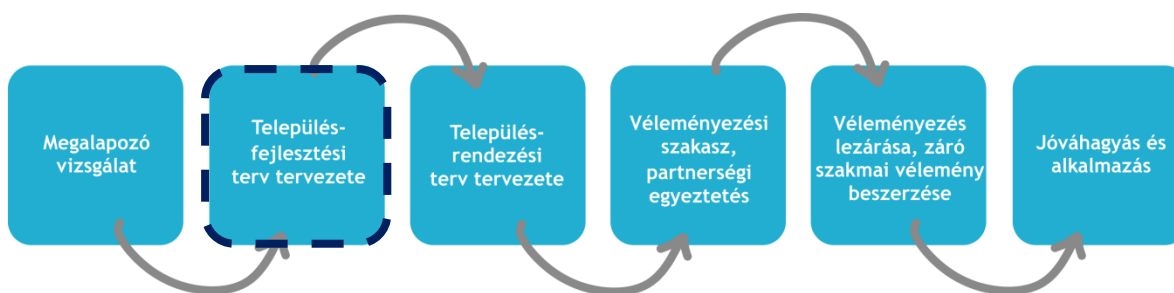 Megalapozó
vizsgálat
Település-
fejlesztési
terv tervezete
Település-
rendezési
terv tervezete
Véleményezési
szakasz,
partnerségi
egyeztetés
Véleményezés
lezárása, záró
szakmai vélemény
beszerzése
Jóváhagyás és
alkalmazás